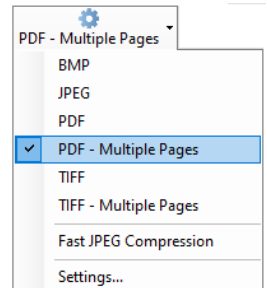 PDF - Multiple Pages
BMP
JPEG
PDF
PDF - Multiple Pages
TIFF
TIFF - Multiple Pages
Fast JPEG Compression
Settings...